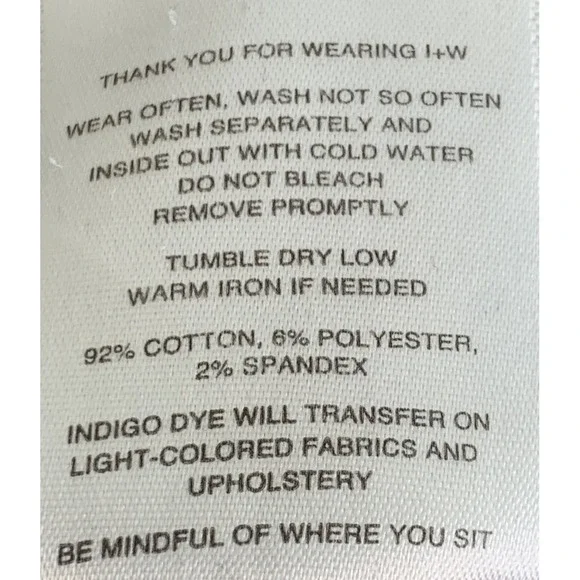 THANK YOU FOR WEARING I+W
WEAR OFTEN, WASH NOT SO OFTEN
WASH SEPARATELY AND
INSIDE OUT WITH COLD WATER
DO NOT BLEACH
REMOVE PROMPTLY
TUMBLE DRY LOW
WARM IRON IF NEEDED
92% COTTON, 6% POLYESTER,
2% SPANDEX
INDIGO DYE WILL TRANSFER ON
LIGHT-COLORED FABRICS AND
UPHOLSTERY
BE MINDFUL OF WHERE YOU SIT